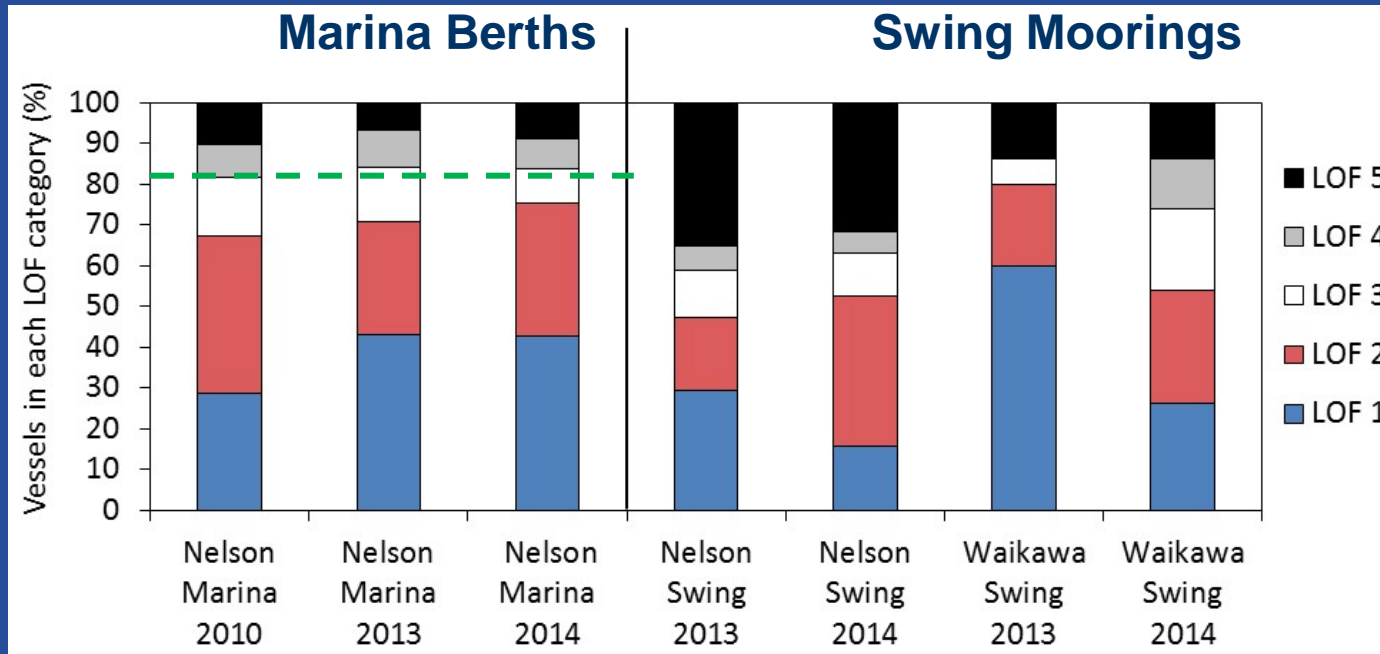 Marina Berths
Swing Moorings
Vessels in each LOF category (%)
100
90
80
70
60
50
40
30
20
10
0
LOF 5
LOF 4
LOF 3
LOF 2
LOF 1
Nelson Marina 2010
Nelson Marina 2013
Nelson Marina 2014
Nelson Swing 2013
Nelson Swing 2014
Waikawa Swing 2013
Waikawa Swing 2014